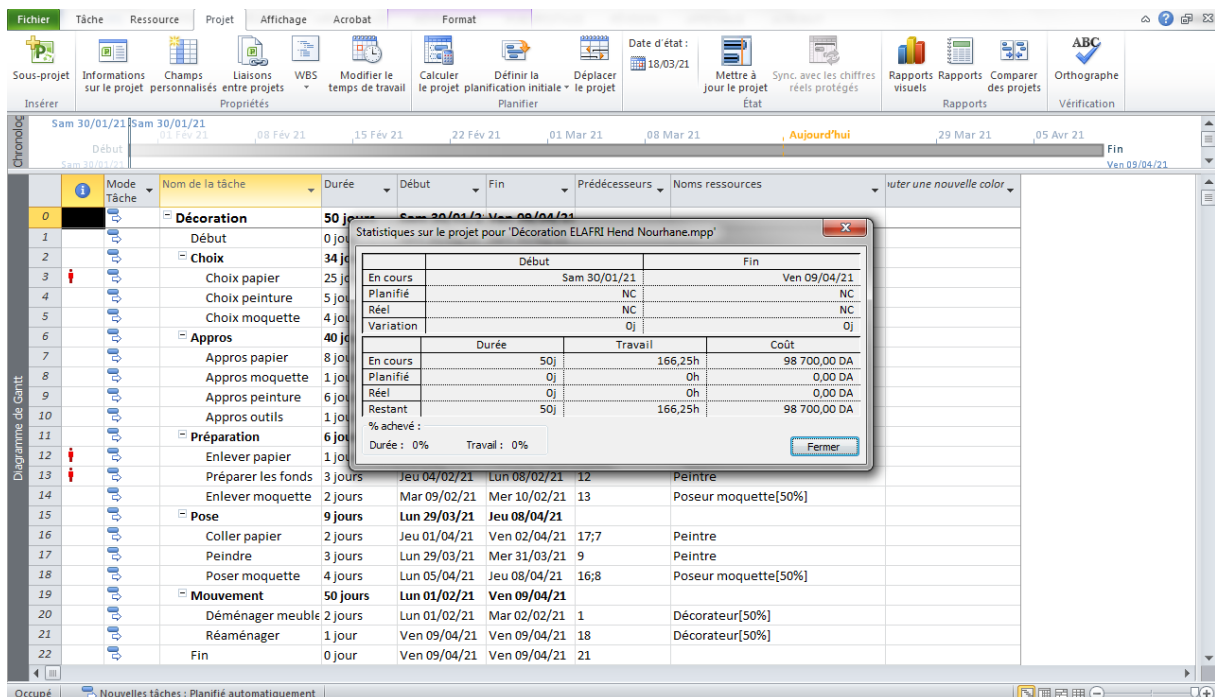 Fichier Tâche Ressource Projet Affichage Acrobat Format
Sous-projet
Informations sur le projet
Champs personnalisés
Liaisons entre projets
WBS
Modifier le temps de travail
Calculer le projet
Définir la planification initiale
Déplacer le projet
Date d'état :
18/03/21
Mettre à jour le projet
Sync. avec les chiffres réels protégés
Rapports visuels
Rapports
Comparer des projets
ABC
Orthographe
Insérer Propriétés Planifier État Rapports Vérification
Chronolog
Sam 30/01/21 Sam 30/01/21
01 Fév 21 08 Fév 21 15 Fév 21 22 Fév 21 01 Mar 21 08 Mar 21 Aujourd'hui 29 Mar 21 05 Avr 21
Début Fin
Sam 30/01/21 Ven 09/04/21
Diagramme de Gantt
Mode Tâche Nom de la tâche Durée Début Fin Prédécesseurs Noms ressources uter une nouvelle color
0 Décoration 50 jours Sam 30/01/2 Ven 09/04/21
1 Début 0 jou
2 Choix 34 jo
3 Choix papier 25 jo
4 Choix peinture 5 jou
5 Choix moquette 4 jou
6 Appros 40 jo
7 Appros papier 8 jou
8 Appros moquette 1 jou
9 Appros peinture 6 jou
10 Appros outils 1 jou
11 Préparation 6 jou
12 Enlever papier 1 jou
13 Préparer les fonds 3 jours Jeu 04/02/21 Lun 08/02/21 12 Peintre
14 Enlever moquette 2 jours Mar 09/02/21 Mer 10/02/21 13 Poseur moquette[50%]
15 Pose 9 jours Lun 29/03/21 Jeu 08/04/21
16 Coller papier 2 jours Jeu 01/04/21 Ven 02/04/21 17;7 Peintre
17 Peindre 3 jours Lun 29/03/21 Mer 31/03/21 9 Peintre
18 Poser moquette 4 jours Lun 05/04/21 Jeu 08/04/21 16;8 Poseur moquette[50%]
19 Mouvement 50 jours Lun 01/02/21 Ven 09/04/21
20 Déménager meuble 2 jours Lun 01/02/21 Mar 02/02/21 1 Décorateur[50%]
21 Réaménager 1 jour Ven 09/04/21 Ven 09/04/21 18 Décorateur[50%]
22 Fin 0 jour Ven 09/04/21 Ven 09/04/21 21
Statistiques sur le projet pour 'Décoration ELAFRI Hend Nourhane.mpp'
Début Fin
En cours Sam 30/01/21 Ven 09/04/21
Planifié NC NC
Réel NC NC
Variation 0j 0j
Durée Travail Coût
En cours 50j 166,25h 98 700,00 DA
Planifié 0j 0h 0,00 DA
Réel 0j 0h 0,00 DA
Restant 50j 166,25h 98 700,00 DA
% achevé :
Durée : 0% Travail : 0%
Fermer
Occupé Nouvelles tâches : Planifié automatiquement